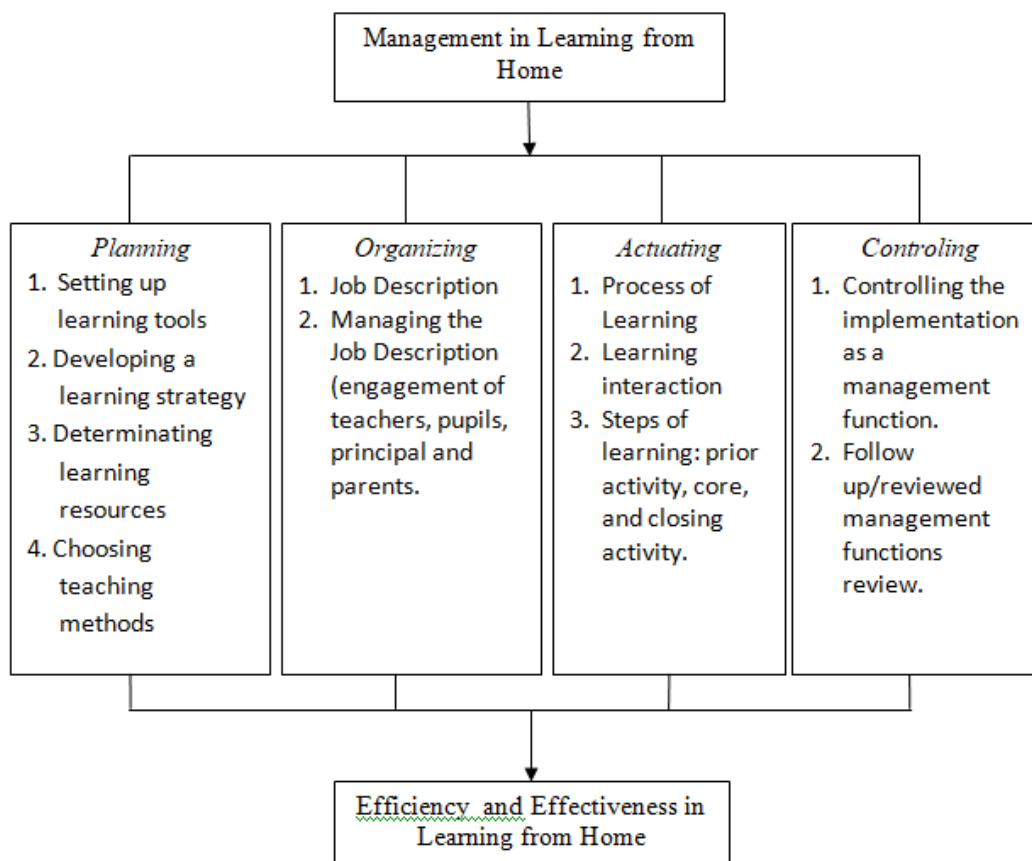 Management in Learning from
Home
Planning
1. Setting up
learning tools
2. Developing a
learning strategy
3. Determinating
learning
resources
4. Choosing
teaching
methods
Organizing
1. Job Description
2. Managing the
Job Description
(engagement of
teachers, pupils,
principal and
parents.
Actuating
1. Process of
Learning
2. Learning
interaction
3. Steps of
learning: prior
activity, core,
and closing
activity.
Controling
1. Controlling the
implementation
as a
management
function.
2. Follow
up/reviewed
management
functions
review.
Efficiency and Effectiveness in
Learning from Home